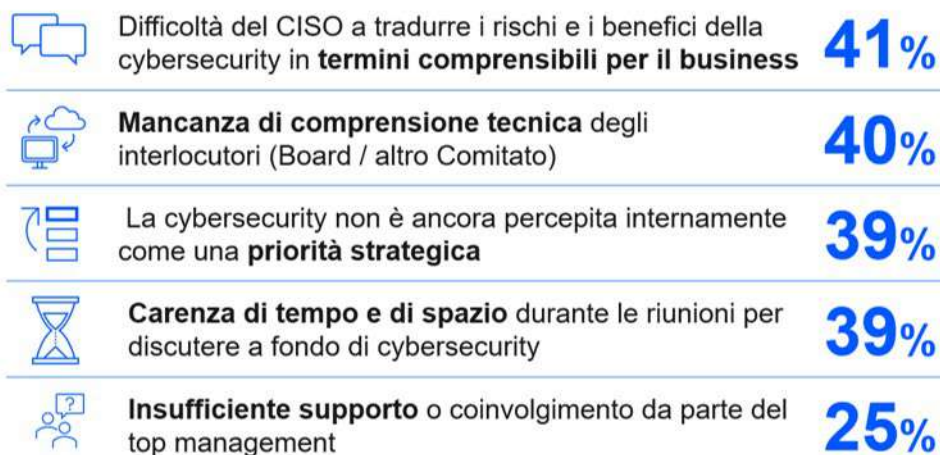 Difficoltà del CISO a tradurre i rischi e i benefici della
cybersecurity in termini comprensibili per il business
41%
Mancanza di comprensione tecnica degli
interlocutori (Board / altro Comitato)
40%
La cybersecurity non è ancora percepita internamente
come una priorità strategica
39%
Carenza di tempo e di spazio durante le riunioni per
discutere a fondo di cybersecurity
39%
?
Insufficiente supporto o coinvolgimento da parte del
top management
25%